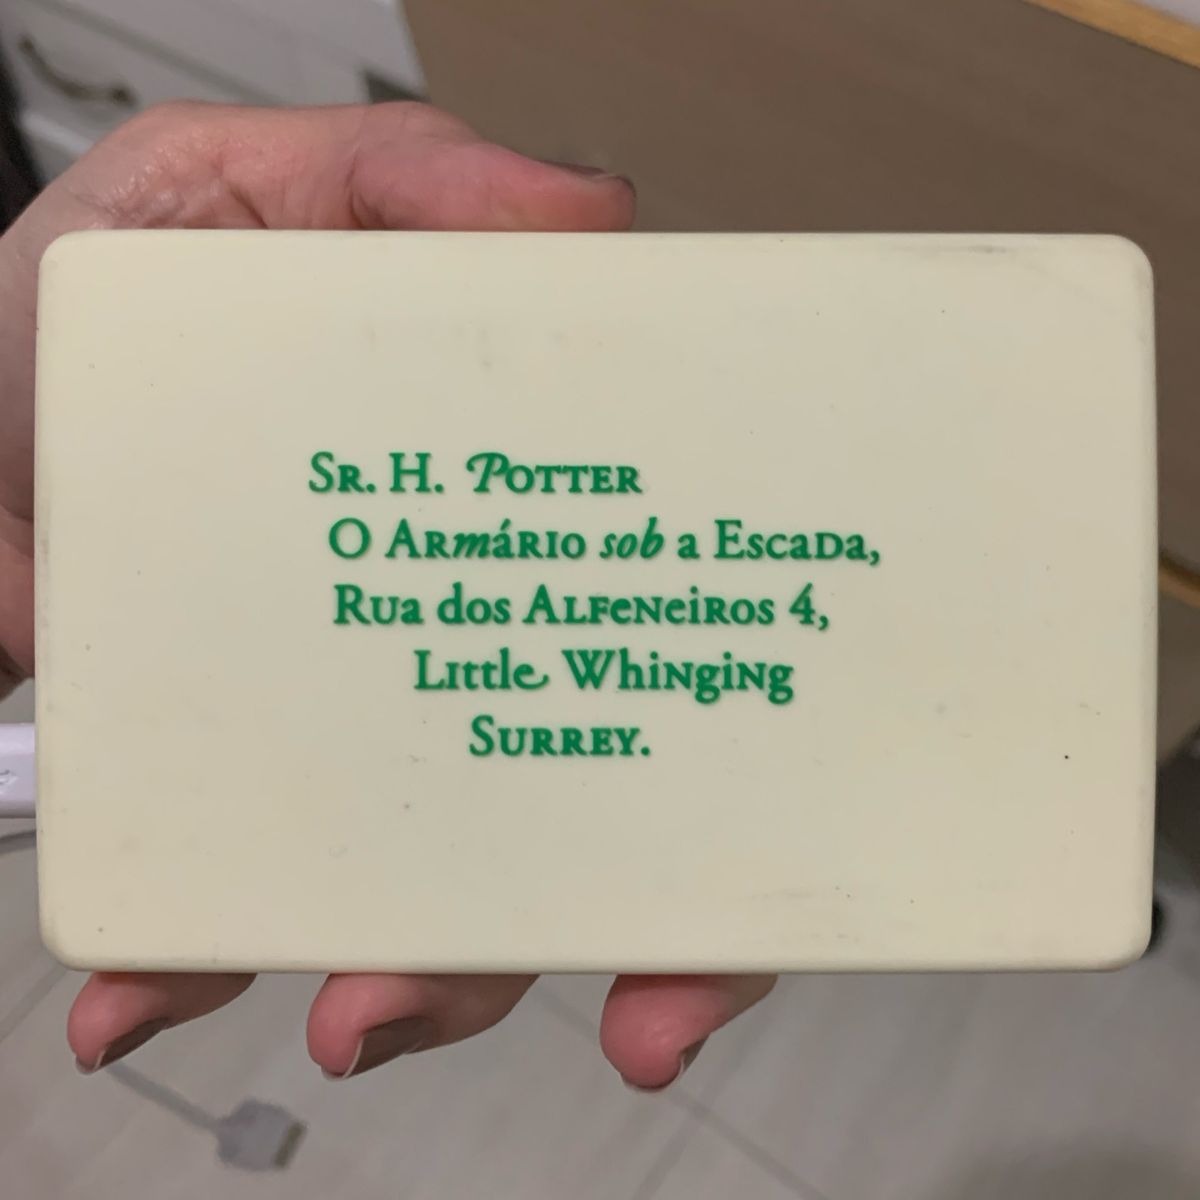 Sr. H. Potter
O Armário sob a Escada,
Rua dos Alfeneiros 4,
Little Whinging
Surrey.